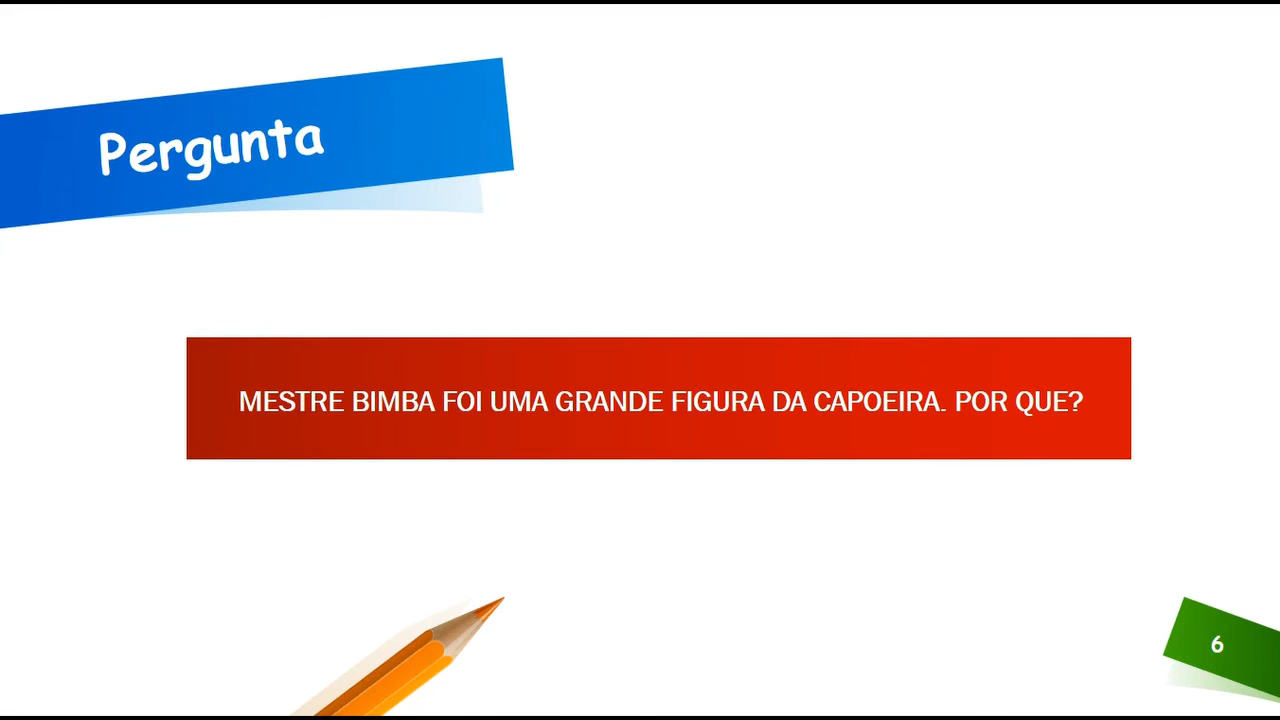 Pergunta
MESTRE BIMBA FOI UMA GRANDE FIGURA DA CAPOEIRA. POR QUE?
6